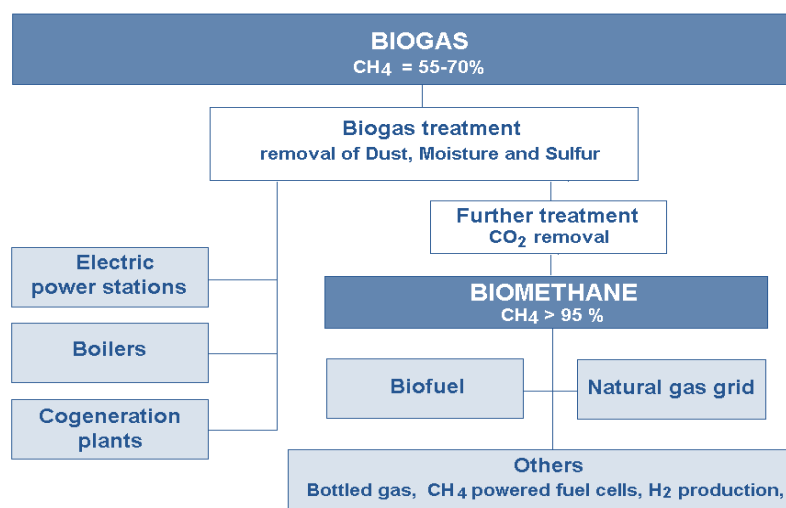 BIOGAS
CH4 = 55-70%
Biogas treatment
removal of Dust, Moisture and Sulfur
Further treatment
CO2 removal
Electric
power stations
BIOMETHANE
CH4 > 95 %
Boilers
Biofuel
Natural gas grid
Cogeneration
plants
Others
Bottled gas, CH4 powered fuel cells, H2 production,